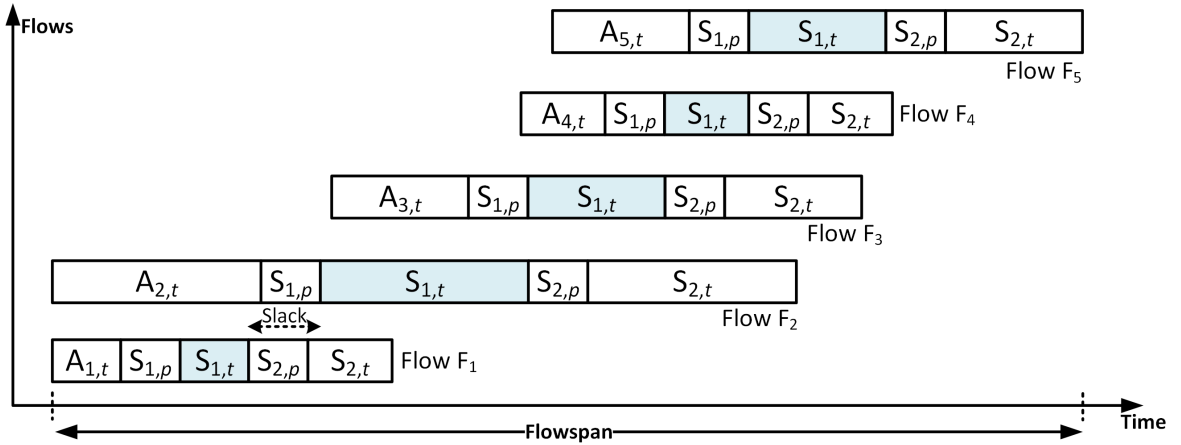 Flows
A5,t S1,p S1,t S2,p S2,t
Flow F5
A4,t S1,p S1,t S2,p S2,t Flow F4
A3,t S1,p S1,t S2,p S2,t
Flow F3
A2,t S1,p S1,t S2,p S2,t
Slack
Flow F2
A1,t S1,p S1,t S2,p S2,t Flow F1
Time
Flowspan